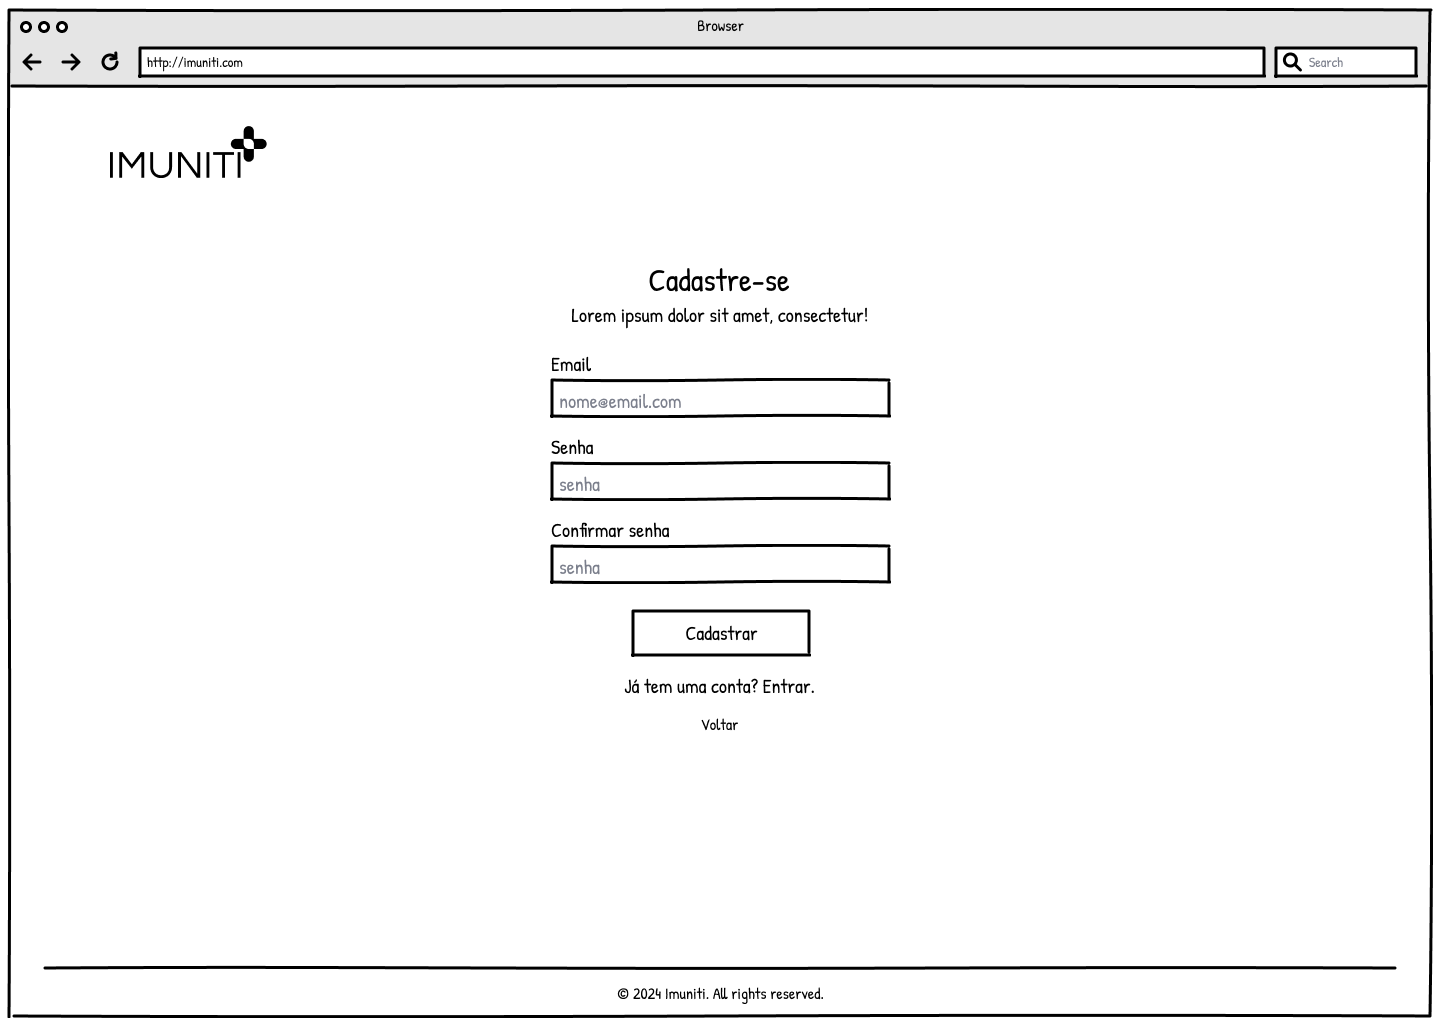 Browser
http://imuniti.com
Search
IMUNITI
Cadastre-se
Lorem ipsum dolor sit amet, consectetur!
Email
nome@email.com
Senha
senha
Confirmar senha
senha
Cadastrar
Já tem uma conta? Entrar.
Voltar
© 2024 Imuniti. All rights reserved.